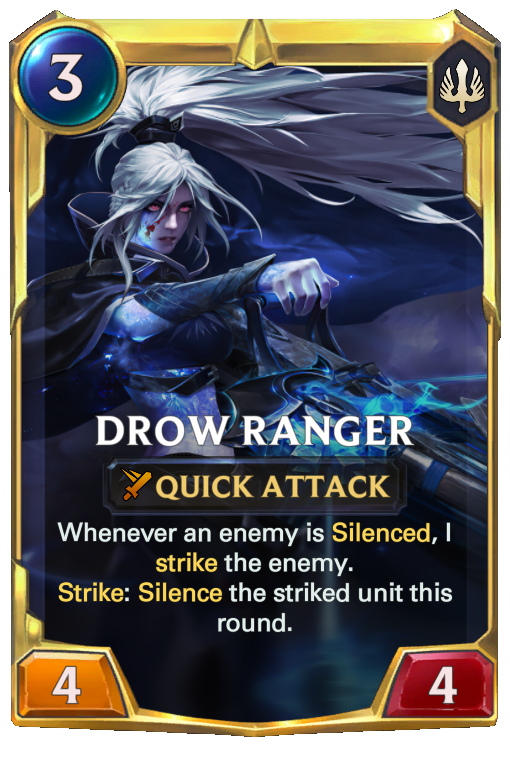 3
DROW RANGER
QUICK ATTACK
Whenever an enemy is Silenced, I
strike the enemy.
Strike: Silence the striked unit this
round.
4 4